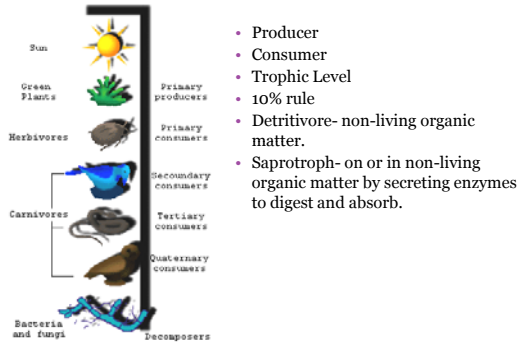 Sun
Green
Plants
Primary
producers
Herbivores
Primary
consumers
Secoundary
consumers
Carnivores
Tertiary
consumers
Quaternary
consumers
Bacteria
and fungi
Decomposers
• Producer
• Consumer
• Trophic Level
• 10% rule
• Detritivore- non-living organic
matter.
• Saprotroph- on or in non-living
organic matter by secreting enzymes
to digest and absorb.